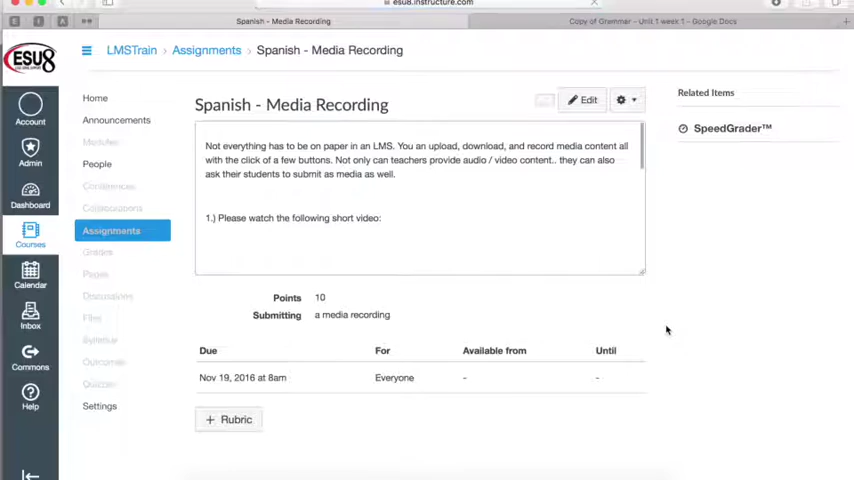 esu8.instructure.com
Spanish - Media Recording
Copy of Grammar - Unit 1 week 1 - Google Docs
E
A
ESU8
LMSTrain › Assignments › Spanish - Media Recording
Account
Admin
Dashboard
Courses
Calendar
Inbox
Commons
Help
Home
Announcements
Modules
People
Conferences
Collaborations
Assignments
Grades
Pages
Discussions
Files
Syllabus
Outcomes
Quizzes
Settings
Spanish - Media Recording
Edit
Not everything has to be on paper in an LMS. You an upload, download, and record media content all
with the click of a few buttons. Not only can teachers provide audio / video content.. they can also
ask their students to submit as media as well.
1.) Please watch the following short video:
Points 10
Submitting a media recording
Due For Available from Until
Nov 19, 2016 at 8am Everyone - -
+ Rubric
Related Items
SpeedGrader™